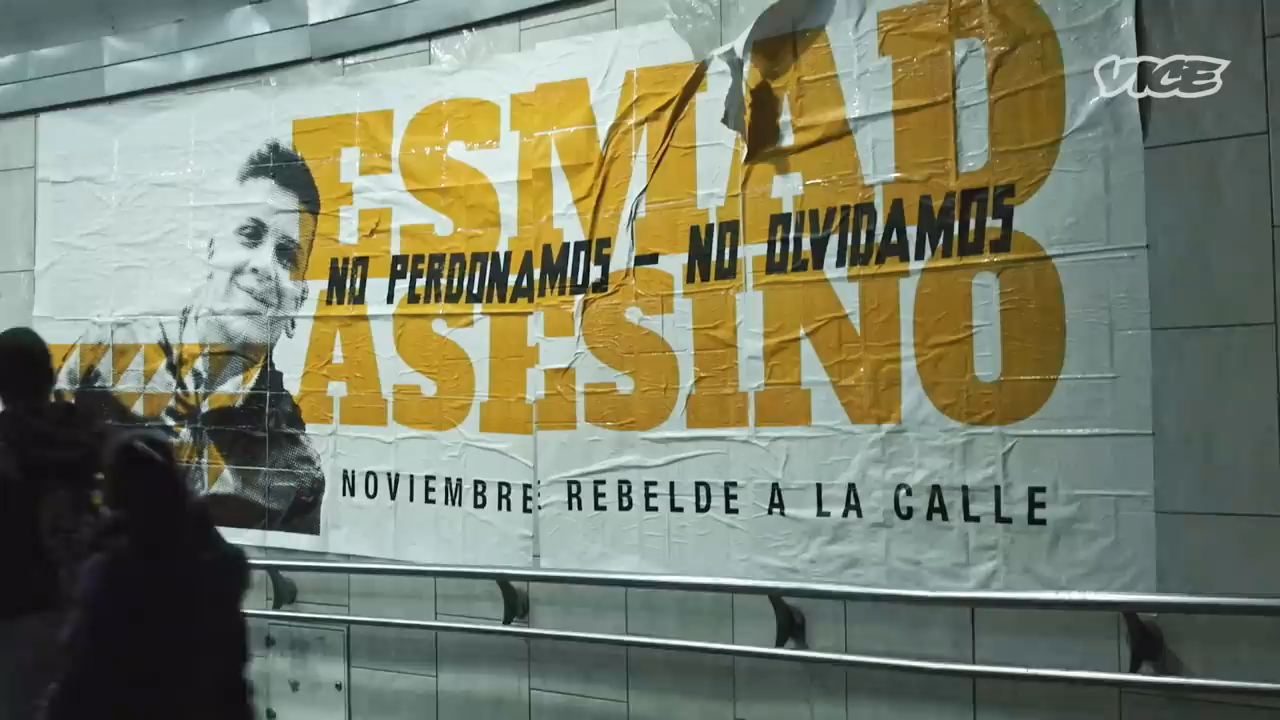 VICE
ESMAD
NO PERDONAMOS – NO OLVIDAMOS
ASESINO
NOVIEMBRE REBELDE A LA CALLE